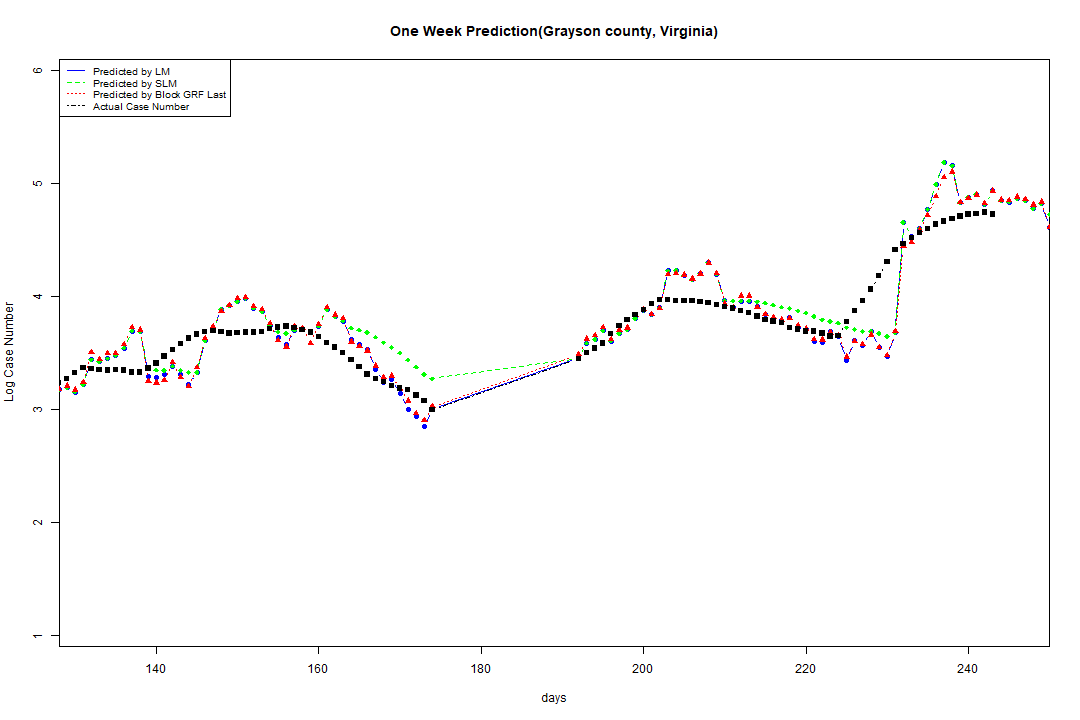 One Week Prediction(Grayson county, Virginia)
Predicted by LM
Predicted by SLM
Predicted by Block GRF Last
Actual Case Number
6
5
4
3
2
1
Log Case Number
140 160 180 200 220 240
days